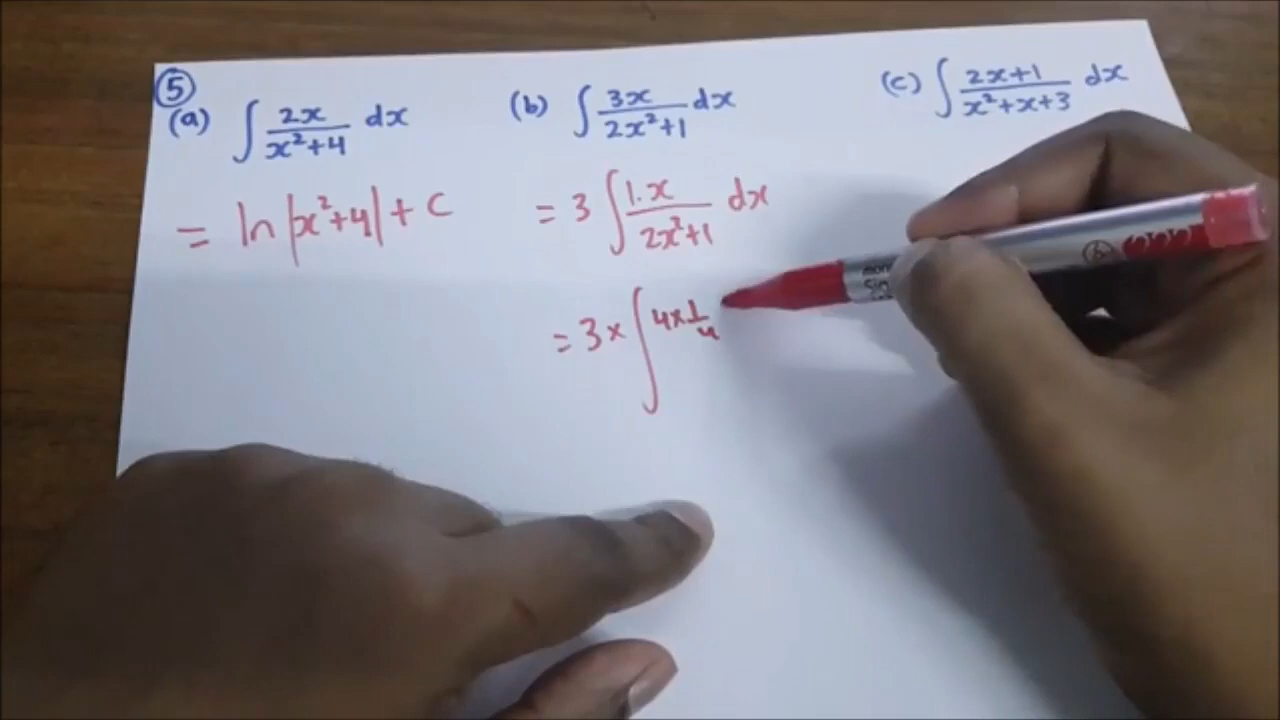 ⑤
(a) ∫ 2x/(x²+4) dx
(b) ∫ 3x/(2x²+1) dx
(c) ∫ (2x+1)/(x²+x+3) dx
= ln|x²+4| + c
= 3 ∫ 1.x/(2x²+1) dx
= 3 × ∫ 4×1/4